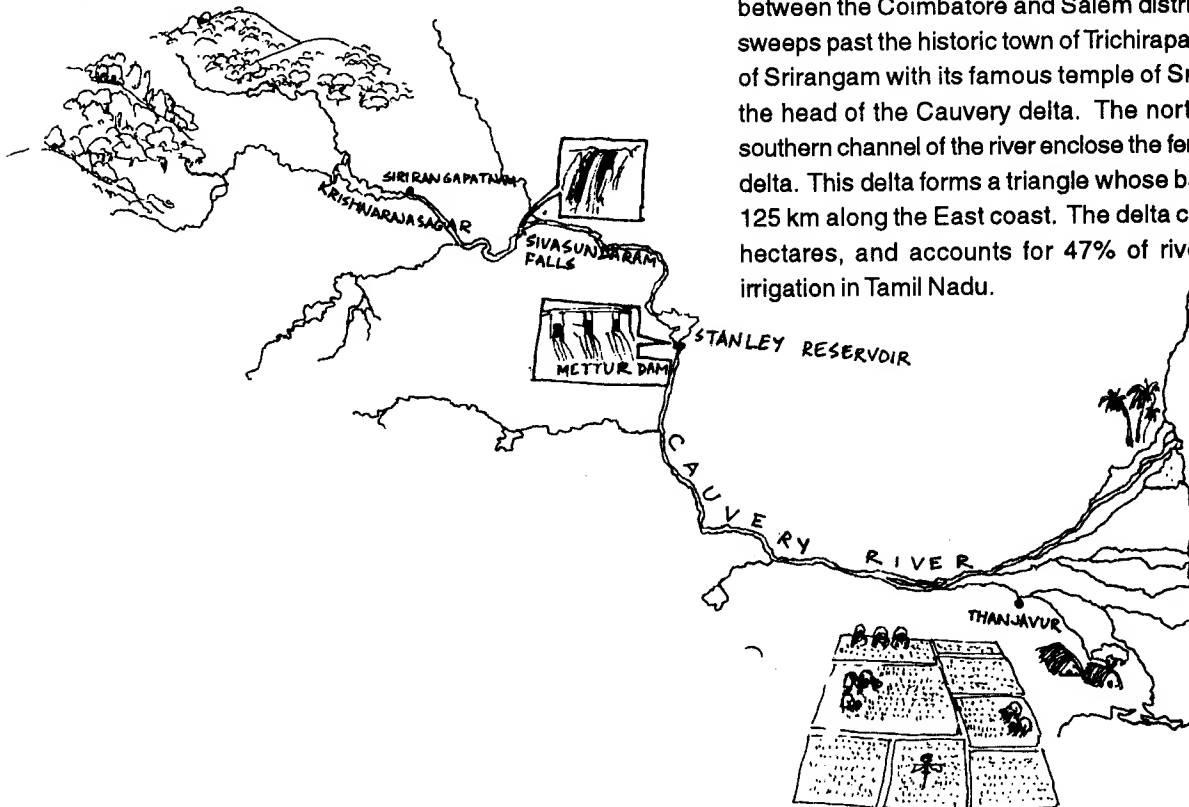 between the Coimbatore and Salem distri
sweeps past the historic town of Trichirapa
of Srirangam with its famous temple of Sr
the head of the Cauvery delta. The nort
southern channel of the river enclose the fer
delta. This delta forms a triangle whose b
125 km along the East coast. The delta c
hectares, and accounts for 47% of riv
irrigation in Tamil Nadu.
SIRIRANGAPATNAM
KRISHNARAJASAGAR
SIVASUNDARAM
FALLS
STANLEY RESERVOIR
METTUR DAM
CAUVERY RIVER
THANJAVUR